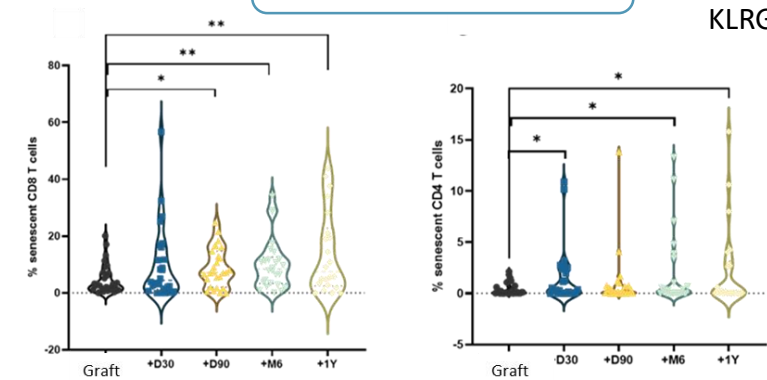 KLRG
**
**
*
80
60
40
20
0
-20
% senescent CD8 T cells
Graft
+D30
+D90
+M6
+1Y
*
*
*
20
15
10
5
0
-5
% senescent CD4 T cells
Graft
D30
+D90
+M6
+1Y